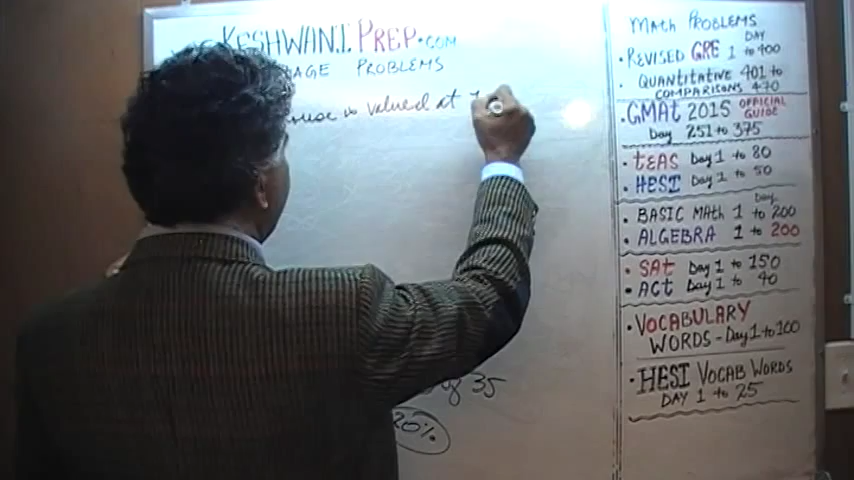 KESHWANI PREP.COM
PROBLEMS
is valued at
of 35
20%
MATH PROBLEMS
DAY
• REVISED GRE 1 to 400
• QUANTITATIVE 401 to
COMPARISONS 470
• GMAT 2015 OFFICIAL
GUIDE
Day 251 to 375
• TEAS Day 1 to 80
• HESI Day 1 to 50
Day
• BASIC MATH 1 to 200
• ALGEBRA 1 to 200
• SAT Day 1 to 150
• ACT Day 1 to 40
• VOCABULARY
WORDS - Day 1 to 100
• HESI VOCAB WORDS
DAY 1 to 25